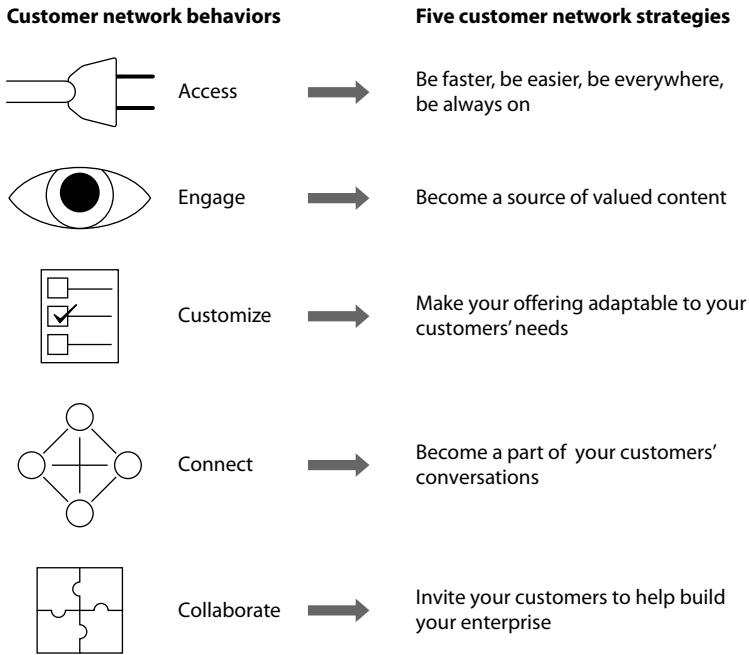 Customer network behaviors
Five customer network strategies
Access
Be faster, be easier, be everywhere,
be always on
Engage
Become a source of valued content
Customize
Make your offering adaptable to your
customers’ needs
Connect
Become a part of your customers’
conversations
Collaborate
Invite your customers to help build
your enterprise